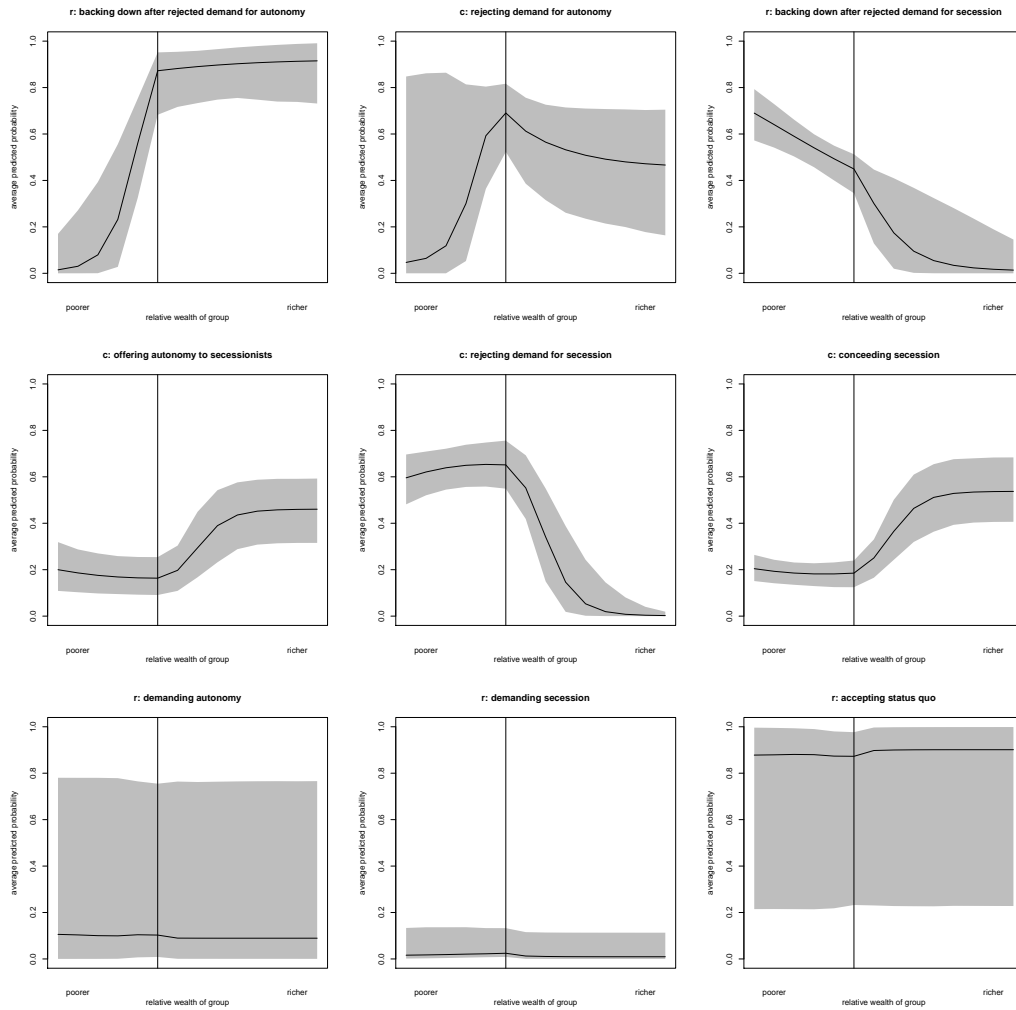 r: backing down after rejected demand for autonomy
average predicted probability
1.0
0.8
0.6
0.4
0.2
0.0
poorer
richer
relative wealth of group
c: rejecting demand for autonomy
average predicted probability
1.0
0.8
0.6
0.4
0.2
0.0
poorer
richer
relative wealth of group
r: backing down after rejected demand for secession
average predicted probability
1.0
0.8
0.6
0.4
0.2
0.0
poorer
richer
relative wealth of group
c: offering autonomy to secessionists
average predicted probability
1.0
0.8
0.6
0.4
0.2
0.0
poorer
richer
relative wealth of group
c: rejecting demand for secession
average predicted probability
1.0
0.8
0.6
0.4
0.2
0.0
poorer
richer
relative wealth of group
c: conceeding secession
average predicted probability
1.0
0.8
0.6
0.4
0.2
0.0
poorer
richer
relative wealth of group
r: demanding autonomy
average predicted probability
1.0
0.8
0.6
0.4
0.2
0.0
poorer
richer
relative wealth of group
r: demanding secession
average predicted probability
1.0
0.8
0.6
0.4
0.2
0.0
poorer
richer
relative wealth of group
r: accepting status quo
average predicted probability
1.0
0.8
0.6
0.4
0.2
0.0
poorer
richer
relative wealth of group